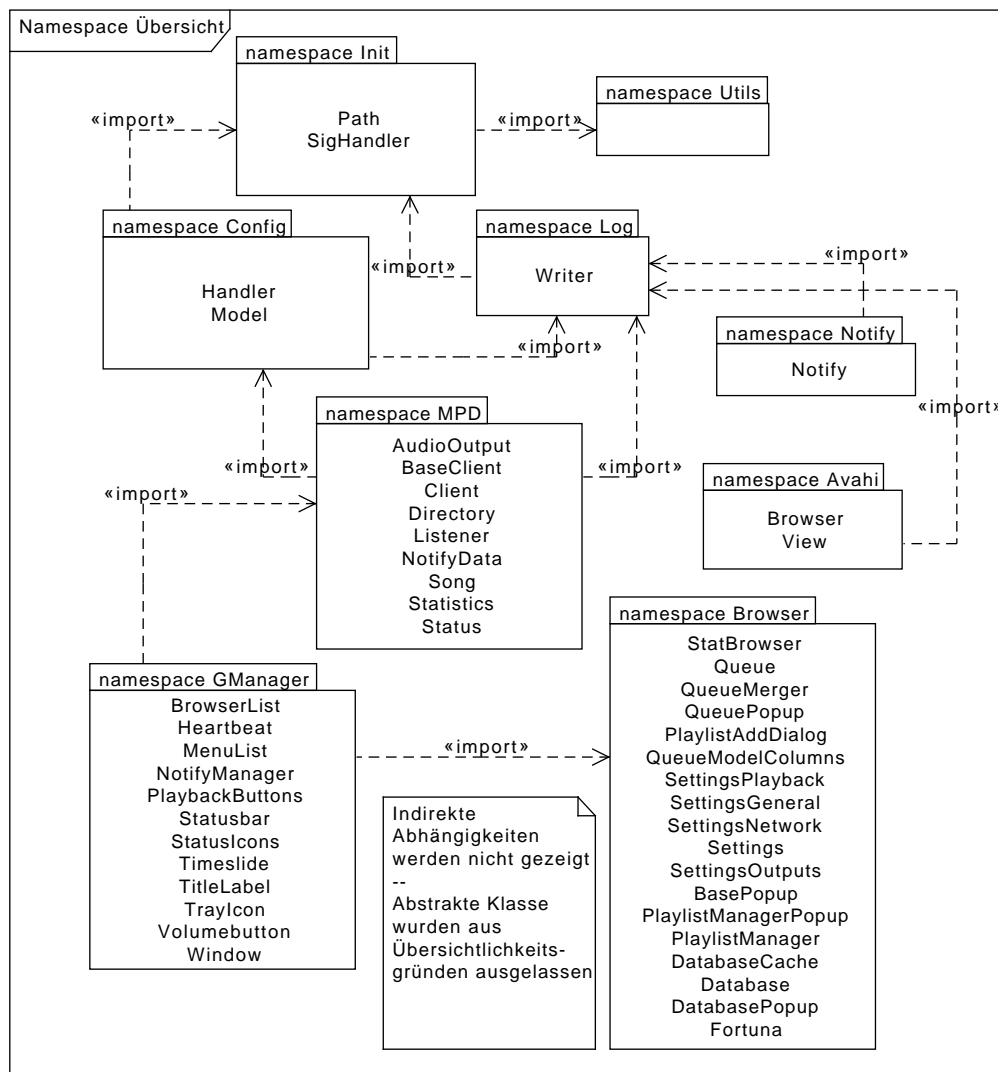 Namespace Übersicht
namespace Init
Path
SigHandler
namespace Utils
«import»
«import»
namespace Config
Handler
Model
namespace Log
Writer
«import»
«import»
«import»
namespace Notify
Notify
«import»
namespace MPD
AudioOutput
BaseClient
Client
Directory
Listener
NotifyData
Song
Statistics
Status
«import»
«import»
«import»
namespace Avahi
Browser
View
namespace GManager
BrowserList
Heartbeat
MenuList
NotifyManager
PlaybackButtons
Statusbar
StatusIcons
Timeslide
TitleLabel
TrayIcon
Volumebutton
Window
«import»
namespace Browser
StatBrowser
Queue
QueueMerger
QueuePopup
PlaylistAddDialog
QueueModelColumns
SettingsPlayback
SettingsGeneral
SettingsNetwork
Settings
SettingsOutputs
BasePopup
PlaylistManagerPopup
PlaylistManager
DatabaseCache
Database
DatabasePopup
Fortuna
Indirekte
Abhängigkeiten
werden nicht gezeigt
--
Abstrakte Klasse
wurden aus
Übersichtlichkeits-
gründen ausgelassen